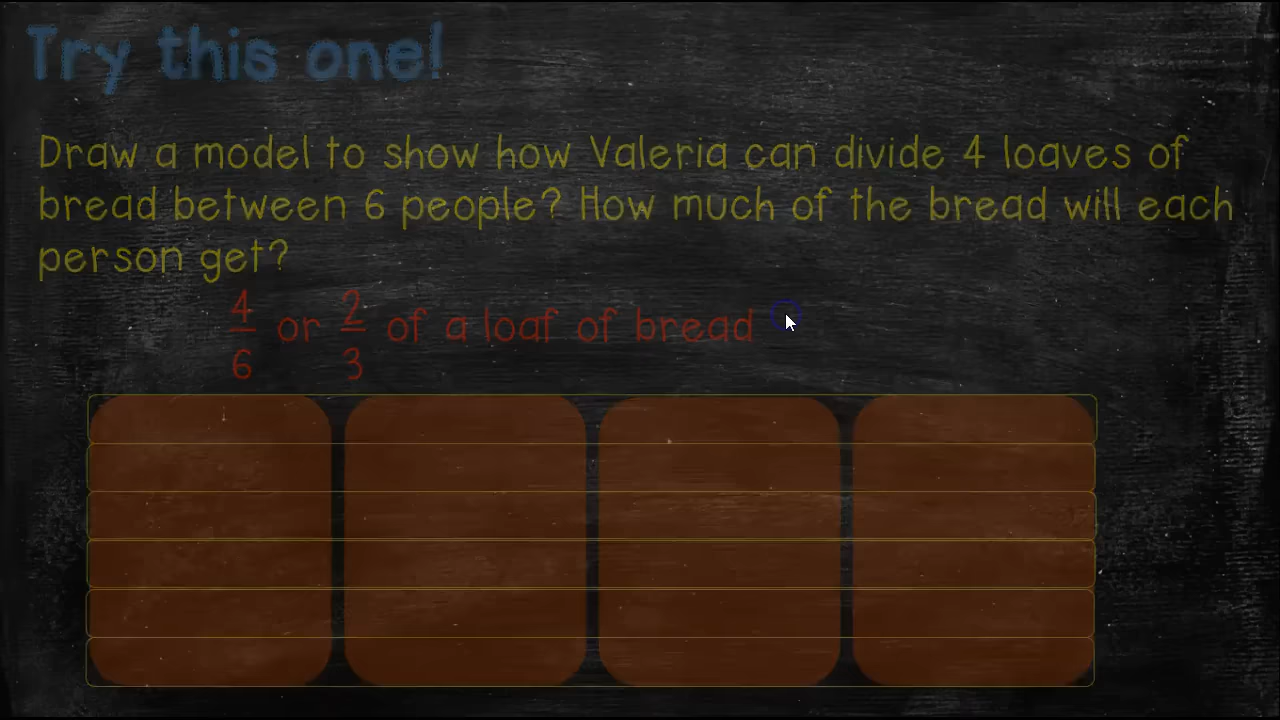 Try this one!
Draw a model to show how Valeria can divide 4 loaves of
bread between 6 people? How much of the bread will each
person get?
4/6 or 2/3 of a loaf of bread